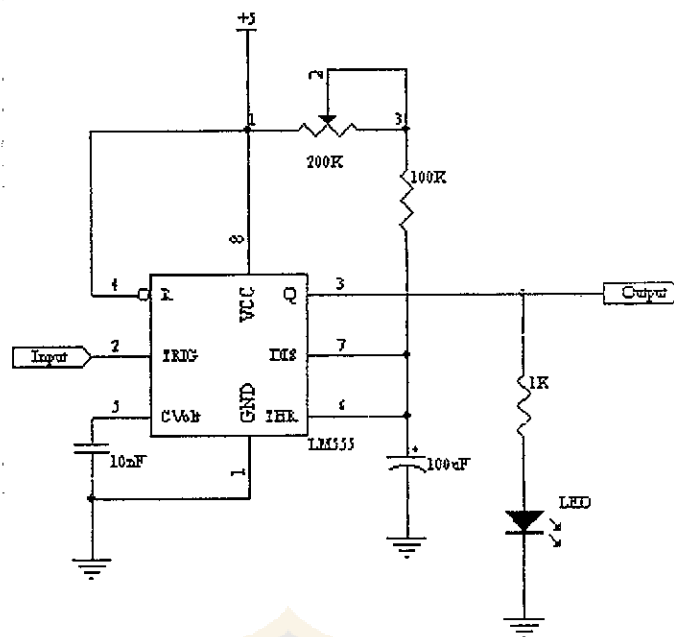 +5
2
1
3
200K
100K
8
4
R
VCC
Q
3
Output
Input
2
TRIG
DIS
7
1K
5
CVolt
GND
THR
6
10nF
1
LM555
100uF
LED